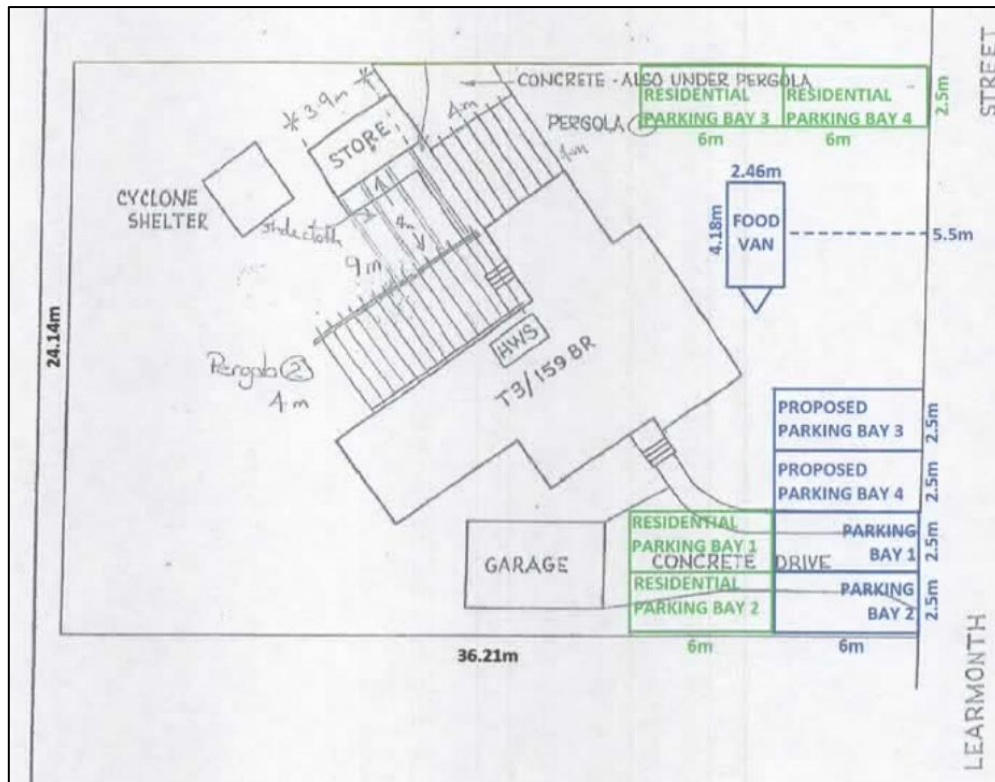 STREET
CONCRETE - ALSO UNDER PERGOLA
RESIDENTIAL
PARKING BAY 3
RESIDENTIAL
PARKING BAY 4
2.5m
6m
6m
3.9m
4m
PERGOLA 1
4m
STORE
CYCLONE
SHELTER
Shadecloth
4m
9m
2.46m
4.18m
FOOD
VAN
5.5m
24.14m
Pergola 2
4m
HWS
T3/159 BR
PROPOSED
PARKING BAY 3
2.5m
PROPOSED
PARKING BAY 4
2.5m
RESIDENTIAL
PARKING BAY 1
PARKING
BAY 1
2.5m
GARAGE
CONCRETE DRIVE
RESIDENTIAL
PARKING BAY 2
PARKING
BAY 2
2.5m
6m
6m
36.21m
LEARMONTH